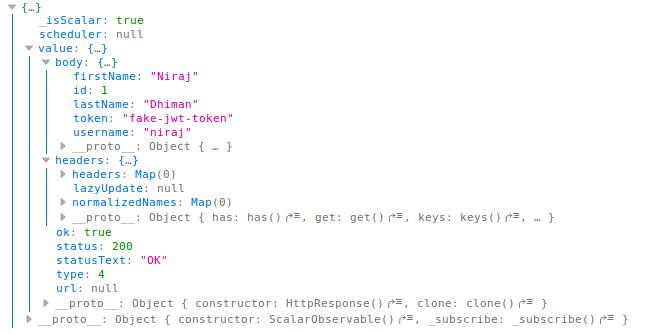 {…}
_isScalar: true
scheduler: null
value: {…}
body: {…}
firstName: "Niraj"
id: 1
lastName: "Dhiman"
token: "fake-jwt-token"
username: "niraj"
__proto__: Object { … }
headers: {…}
headers: Map(0)
lazyUpdate: null
normalizedNames: Map(0)
__proto__: Object { has: has(), get: get(), keys: keys(), … }
ok: true
status: 200
statusText: "OK"
type: 4
url: null
__proto__: Object { constructor: HttpResponse(), clone: clone() }
__proto__: Object { constructor: ScalarObservable(), _subscribe: _subscribe() }